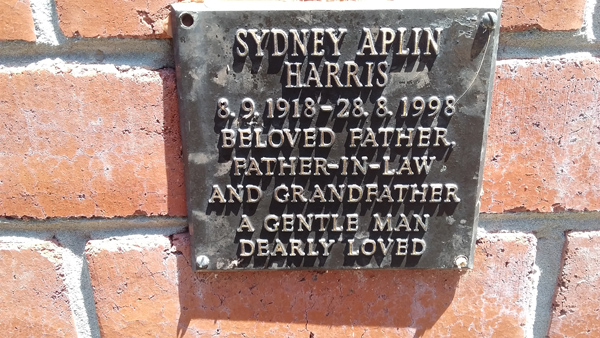 SYDNEY APLIN
HARRIS
8.9.1918-28.8.1998
BELOVED FATHER,
FATHER-IN-LAW
AND GRANDFATHER
A GENTLE MAN
DEARLY LOVED